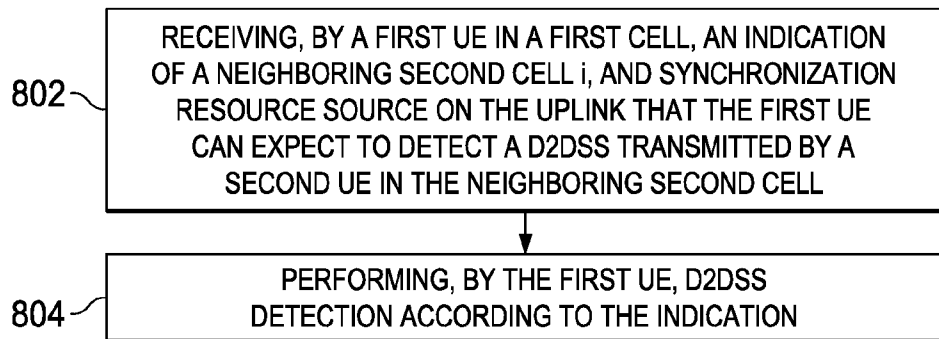 802
RECEIVING, BY A FIRST UE IN A FIRST CELL, AN INDICATION
OF A NEIGHBORING SECOND CELL i, AND SYNCHRONIZATION
RESOURCE SOURCE ON THE UPLINK THAT THE FIRST UE
CAN EXPECT TO DETECT A D2DSS TRANSMITTED BY A
SECOND UE IN THE NEIGHBORING SECOND CELL
804
PERFORMING, BY THE FIRST UE, D2DSS
DETECTION ACCORDING TO THE INDICATION